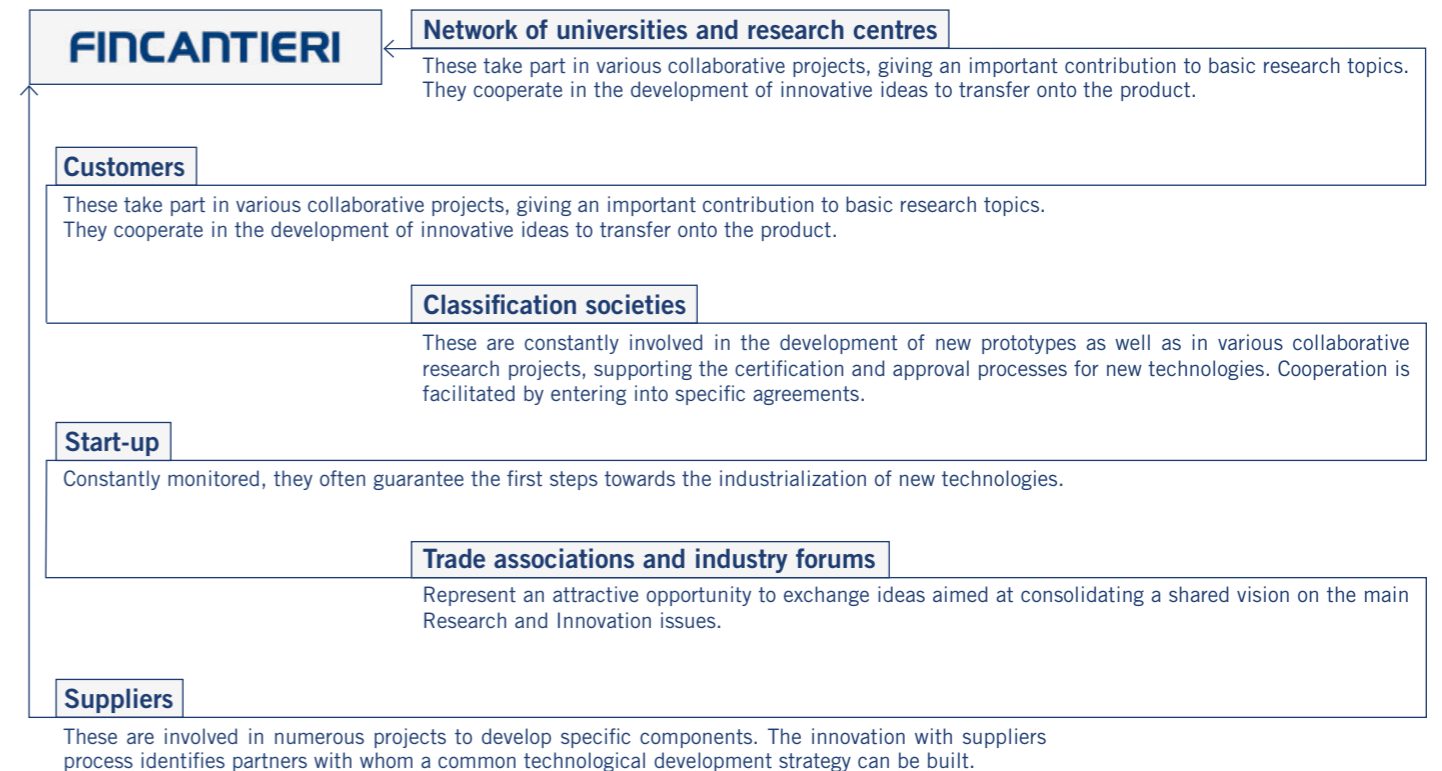 FINCANTIERI
Network of universities and research centres
These take part in various collaborative projects, giving an important contribution to basic research topics.
They cooperate in the development of innovative ideas to transfer onto the product.
Customers
These take part in various collaborative projects, giving an important contribution to basic research topics.
They cooperate in the development of innovative ideas to transfer onto the product.
Classification societies
These are constantly involved in the development of new prototypes as well as in various collaborative
research projects, supporting the certification and approval processes for new technologies. Cooperation is
facilitated by entering into specific agreements.
Start-up
Constantly monitored, they often guarantee the first steps towards the industrialization of new technologies.
Trade associations and industry forums
Represent an attractive opportunity to exchange ideas aimed at consolidating a shared vision on the main
Research and Innovation issues.
Suppliers
These are involved in numerous projects to develop specific components. The innovation with suppliers
process identifies partners with whom a common technological development strategy can be built.